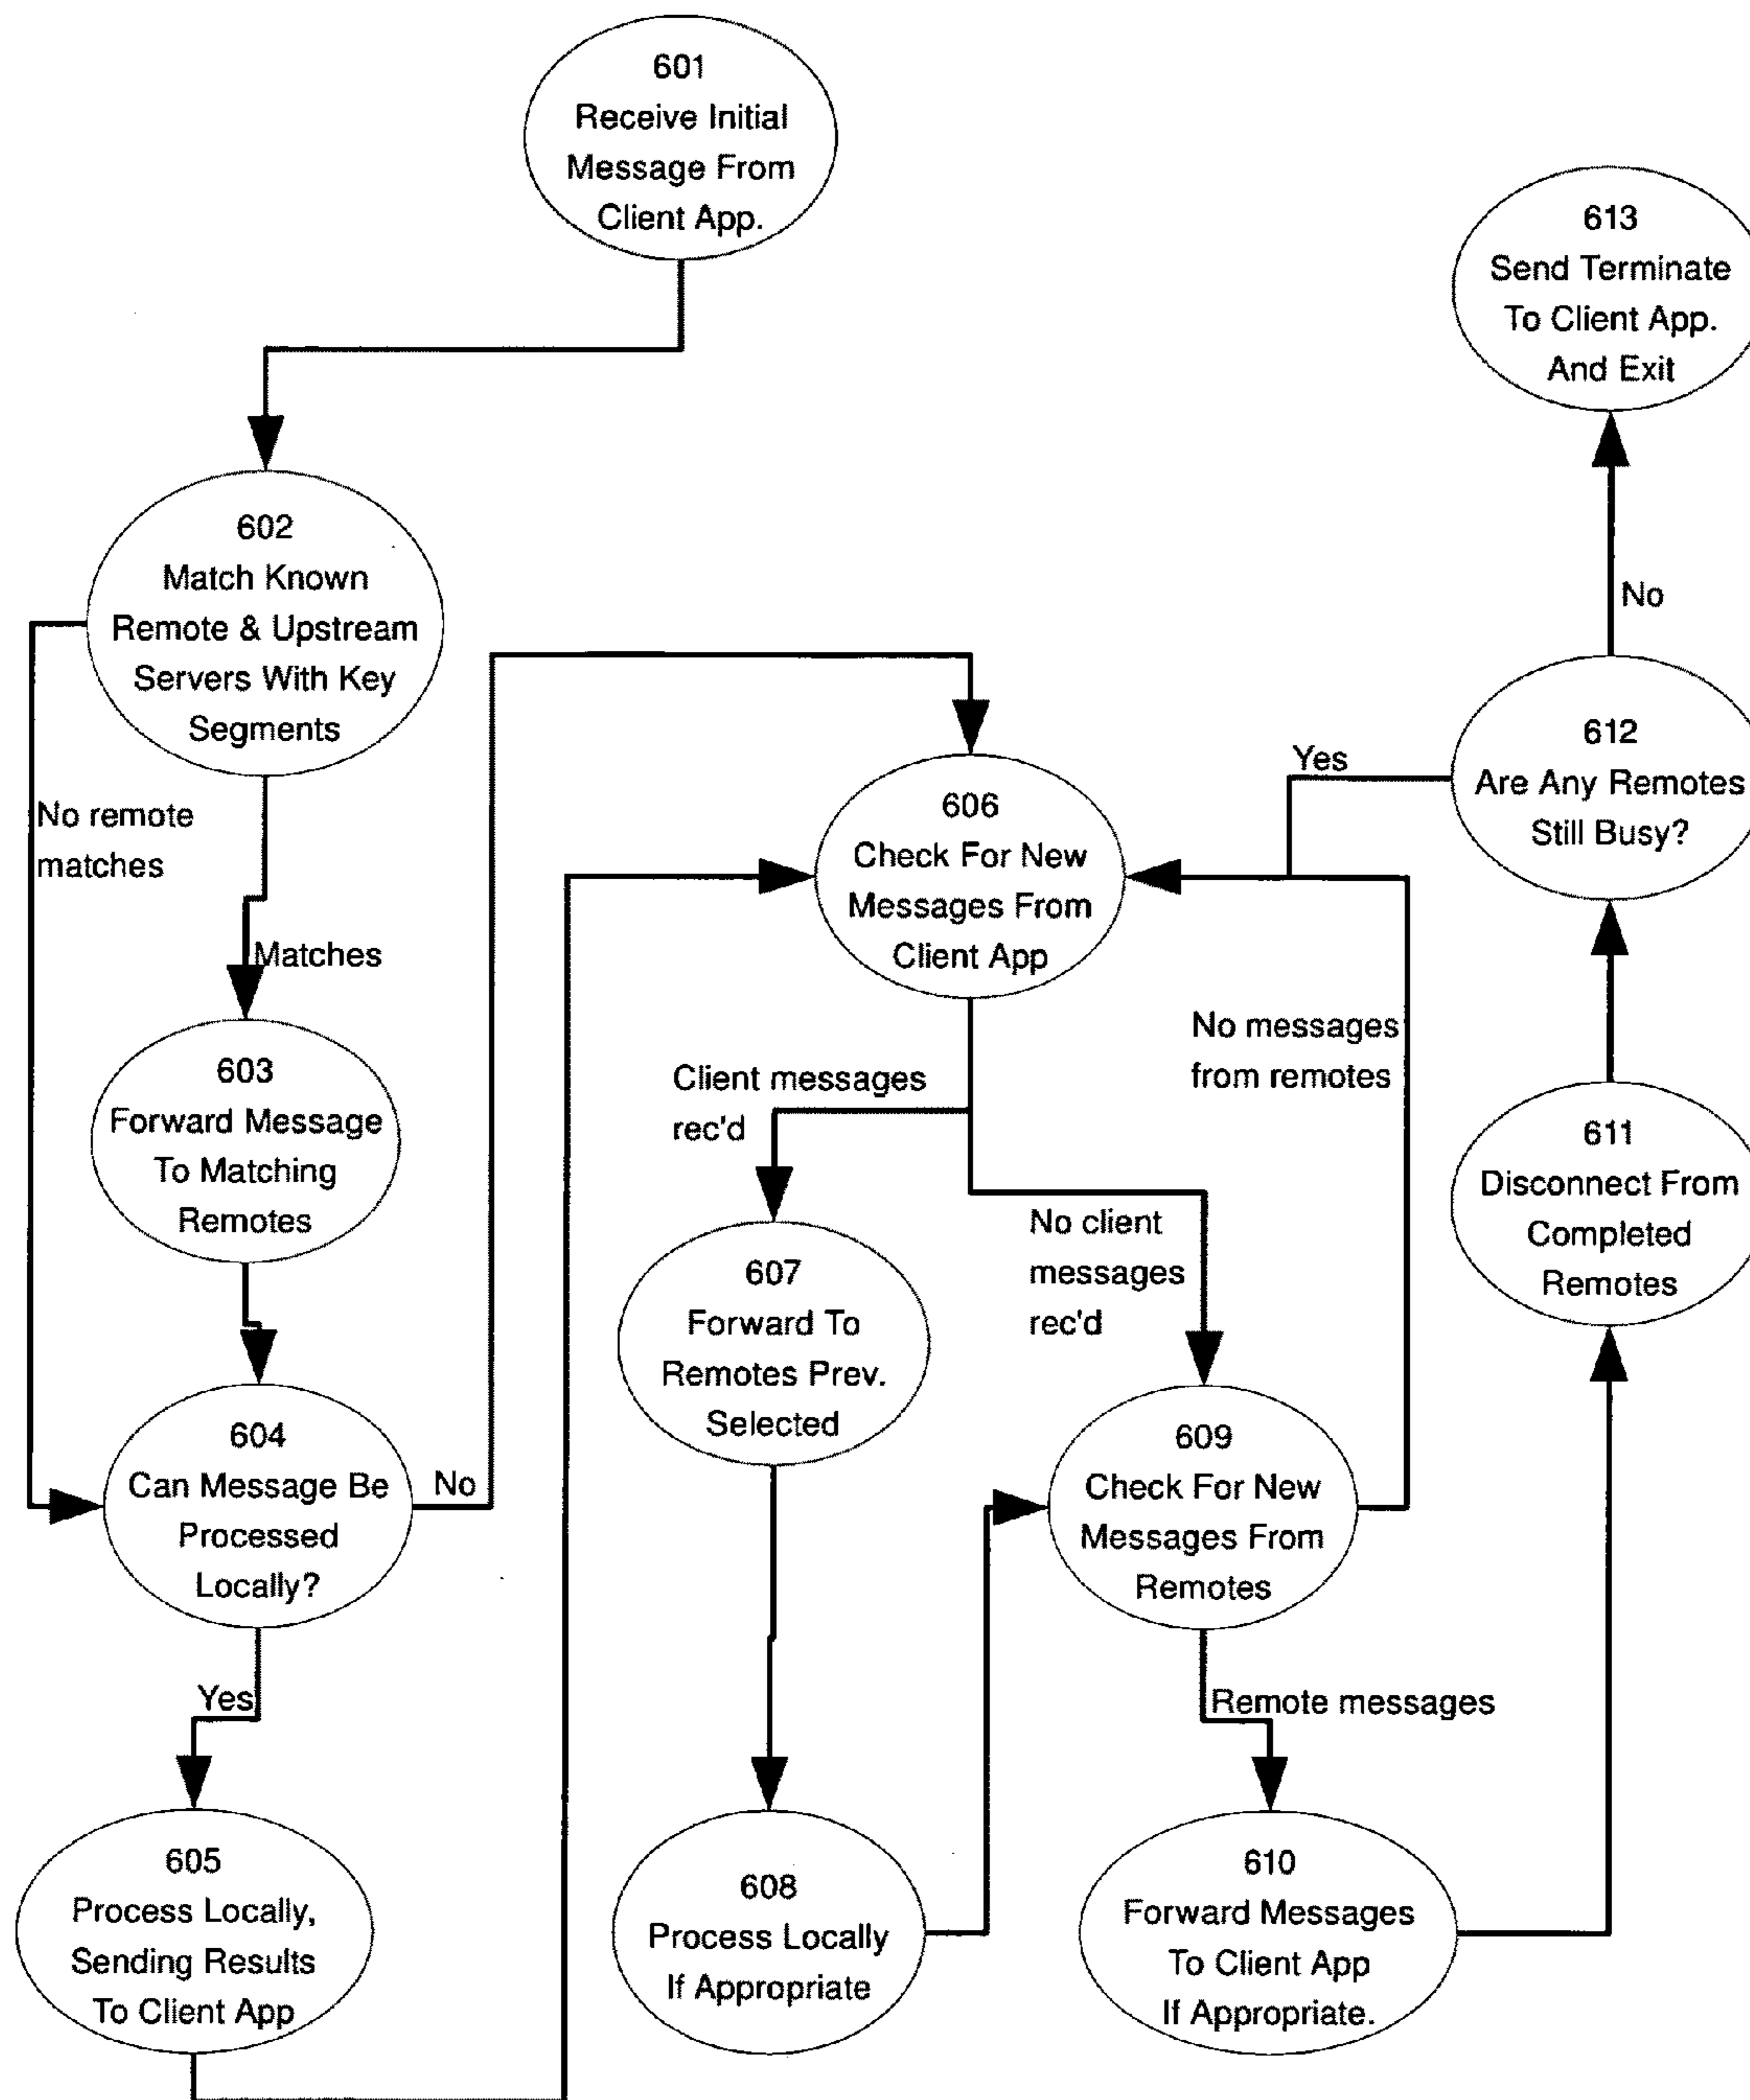 601
Receive Initial
Message From
Client App.
613
Send Terminate
To Client App.
And Exit
602
Match Known
Remote & Upstream
Servers With Key
Segments
No
612
Are Any Remotes
Still Busy?
Yes
No remote
matches
606
Check For New
Messages From
Client App
Matches
603
Forward Message
To Matching
Remotes
Client messages
rec'd
No messages
from remotes
611
Disconnect From
Completed
Remotes
607
Forward To
Remotes Prev.
Selected
No client
messages
rec'd
604
Can Message Be
Processed
Locally?
No
609
Check For New
Messages From
Remotes
Yes
Remote messages
605
Process Locally,
Sending Results
To Client App
608
Process Locally
If Appropriate
610
Forward Messages
To Client App
If Appropriate.